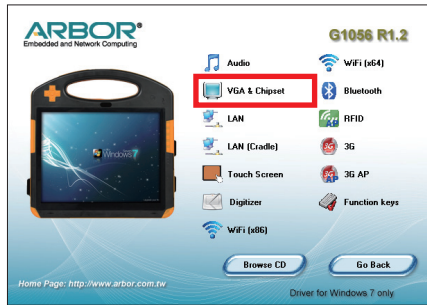 ARBOR®
Embedded and Network Computing
G1056 R1.2
Audio
VGA & Chipset
LAN
LAN (Cradle)
Touch Screen
Digitizer
WiFi (x86)
WiFi (x64)
Bluetooth
RFID
3G
3G AP
Function keys
Windows 7
Browse CD
Go Back
Home Page: http://www.arbor.com.tw
Driver for Windows 7 only